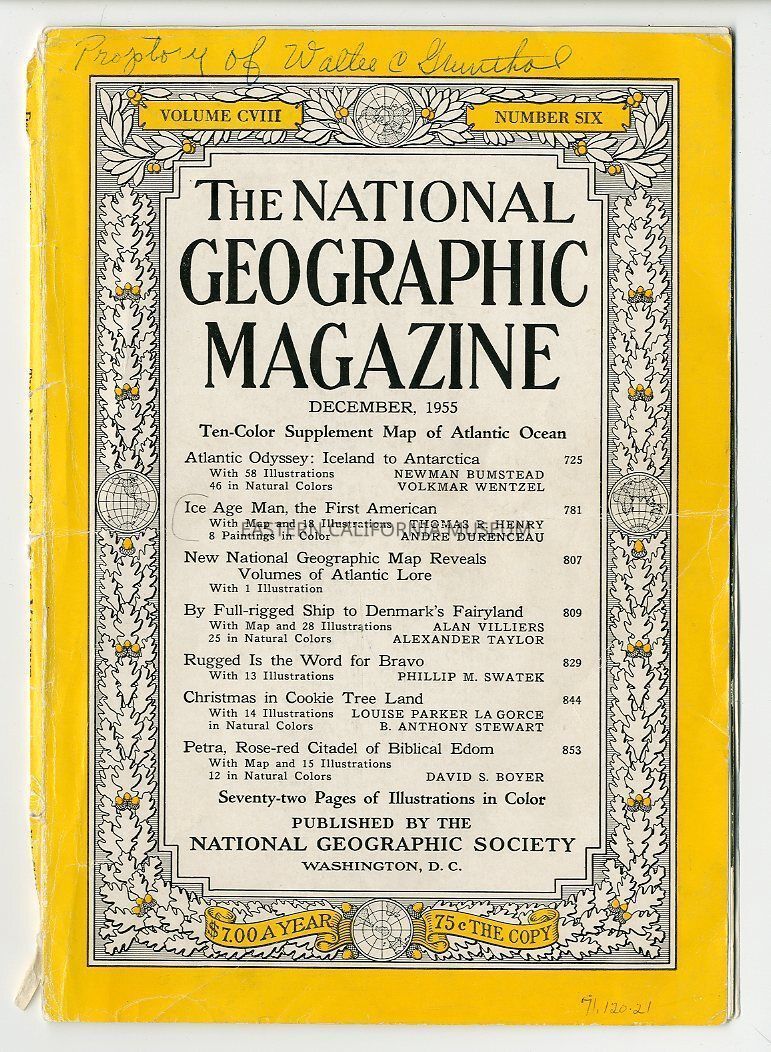 Proptory of Walter C Grunthal
VOLUME CVIII
NUMBER SIX
THE NATIONAL
GEOGRAPHIC
MAGAZINE
DECEMBER, 1955
Ten-Color Supplement Map of Atlantic Ocean
Atlantic Odyssey: Iceland to Antarctica 725
With 58 Illustrations NEWMAN BUMSTEAD
46 in Natural Colors VOLKMAR WENTZEL
Ice Age Man, the First American 781
With Map and 18 Illustrations THOMAS R. HENRY
EASTERN CALIFORNIA MUSEUM
8 Paintings in Color ANDRE DURENCEAU
New National Geographic Map Reveals 807
Volumes of Atlantic Lore
With 1 Illustration
By Full-rigged Ship to Denmark's Fairyland 809
With Map and 28 Illustrations ALAN VILLIERS
25 in Natural Colors ALEXANDER TAYLOR
Rugged Is the Word for Bravo 829
With 13 Illustrations PHILLIP M. SWATEK
Christmas in Cookie Tree Land 844
With 14 Illustrations LOUISE PARKER LA GORCE
in Natural Colors B. ANTHONY STEWART
Petra, Rose-red Citadel of Biblical Edom 853
With Map and 15 Illustrations
12 in Natural Colors DAVID S. BOYER
Seventy-two Pages of Illustrations in Color
PUBLISHED BY THE
NATIONAL GEOGRAPHIC SOCIETY
WASHINGTON, D. C.
$7.00 A YEAR
75c THE COPY
71.120.21